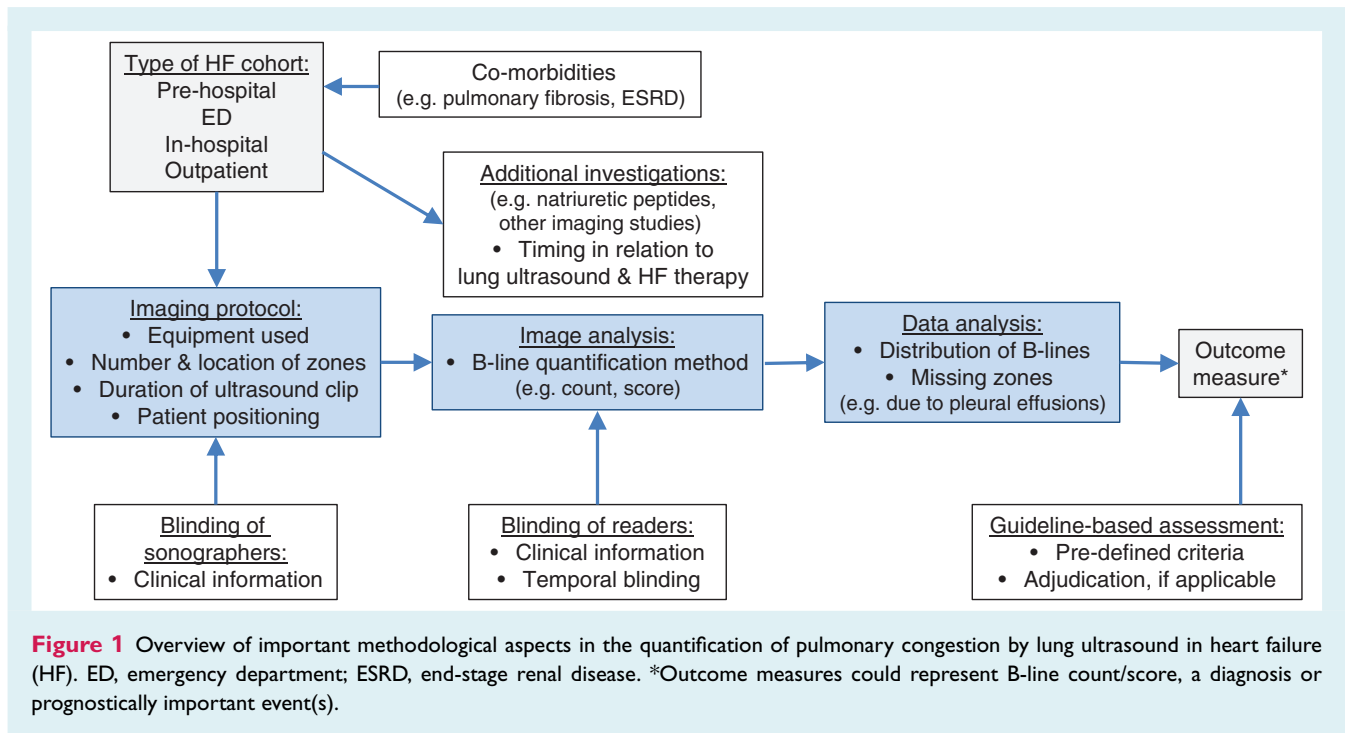 Type of HF cohort:
Pre-hospital
ED
In-hospital
Outpatient
Co-morbidities
(e.g. pulmonary fibrosis, ESRD)
Additional investigations:
(e.g. natriuretic peptides,
other imaging studies)
• Timing in relation to
lung ultrasound & HF therapy
Imaging protocol:
• Equipment used
• Number & location of zones
• Duration of ultrasound clip
• Patient positioning
Image analysis:
• B-line quantification method
(e.g. count, score)
Data analysis:
• Distribution of B-lines
• Missing zones
(e.g. due to pleural effusions)
Outcome
measure*
Blinding of
sonographers:
• Clinical information
Blinding of readers:
• Clinical information
• Temporal blinding
Guideline-based assessment:
• Pre-defined criteria
• Adjudication, if applicable
Figure 1 Overview of important methodological aspects in the quantification of pulmonary congestion by lung ultrasound in heart failure
(HF). ED, emergency department; ESRD, end-stage renal disease. *Outcome measures could represent B-line count/score, a diagnosis or
prognostically important event(s).